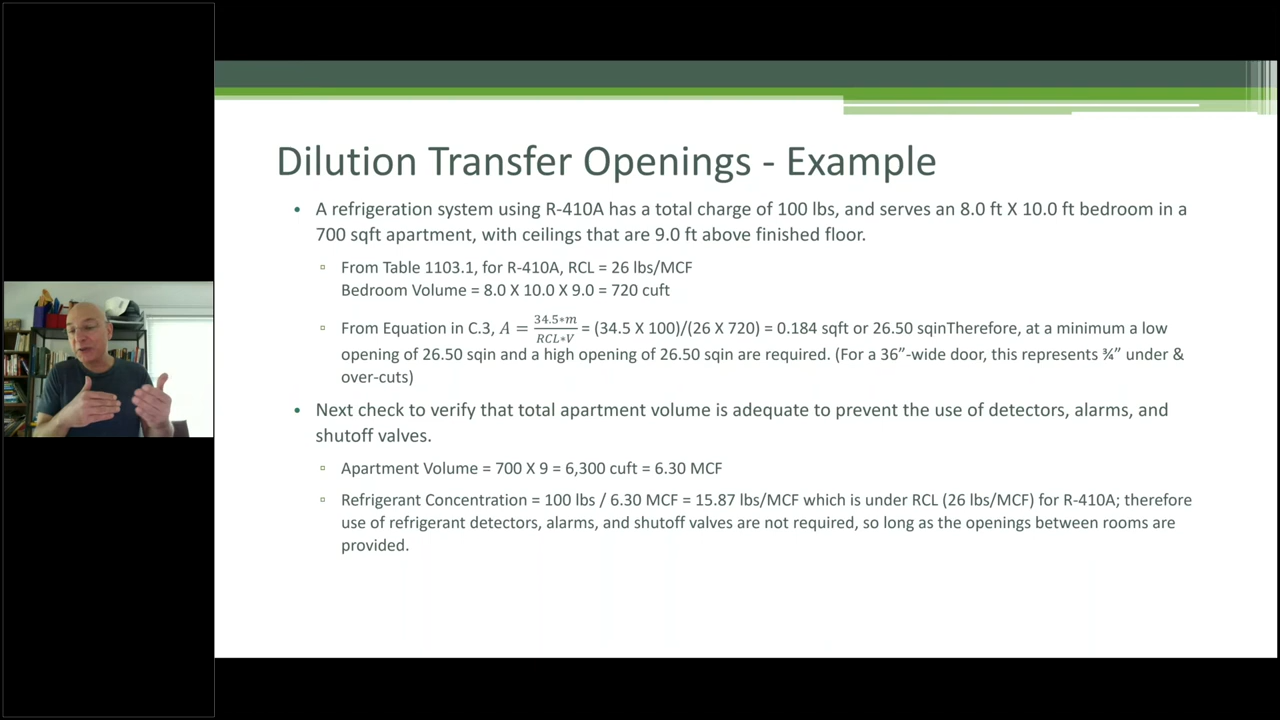 Dilution Transfer Openings - Example
• A refrigeration system using R-410A has a total charge of 100 lbs, and serves an 8.0 ft X 10.0 ft bedroom in a
700 sqft apartment, with ceilings that are 9.0 ft above finished floor.
▫ From Table 1103.1, for R-410A, RCL = 26 lbs/MCF
Bedroom Volume = 8.0 X 10.0 X 9.0 = 720 cuft
▫ From Equation in C.3, A = 34.5*m / RCL*V = (34.5 X 100)/(26 X 720) = 0.184 sqft or 26.50 sqinTherefore, at a minimum a low
opening of 26.50 sqin and a high opening of 26.50 sqin are required. (For a 36”-wide door, this represents ¾” under &
over-cuts)
• Next check to verify that total apartment volume is adequate to prevent the use of detectors, alarms, and
shutoff valves.
▫ Apartment Volume = 700 X 9 = 6,300 cuft = 6.30 MCF
▫ Refrigerant Concentration = 100 lbs / 6.30 MCF = 15.87 lbs/MCF which is under RCL (26 lbs/MCF) for R-410A; therefore
use of refrigerant detectors, alarms, and shutoff valves are not required, so long as the openings between rooms are
provided.